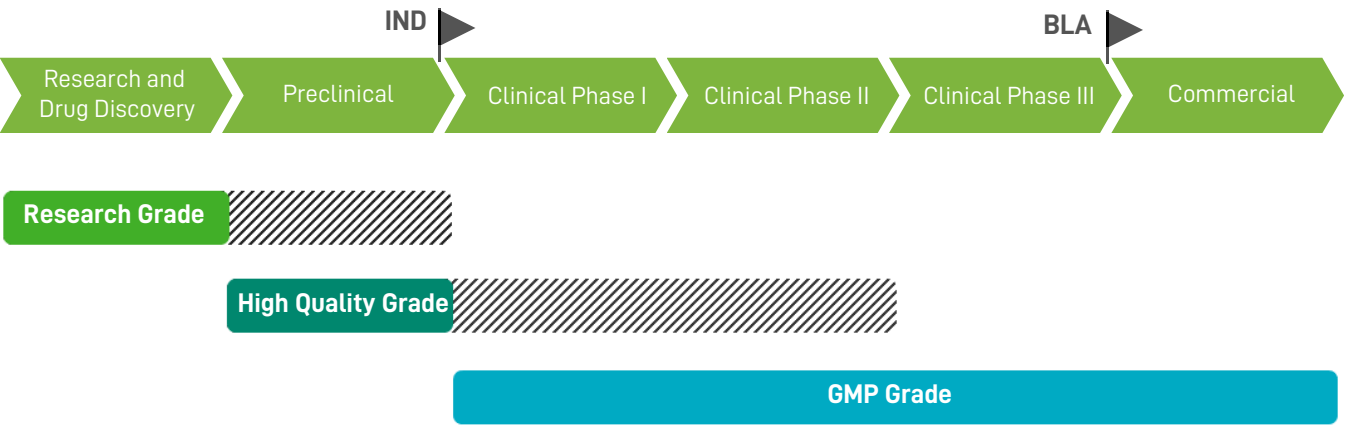 IND
BLA
Research and
Drug Discovery
Preclinical
Clinical Phase I
Clinical Phase II
Clinical Phase III
Commercial
Research Grade
High Quality Grade
GMP Grade